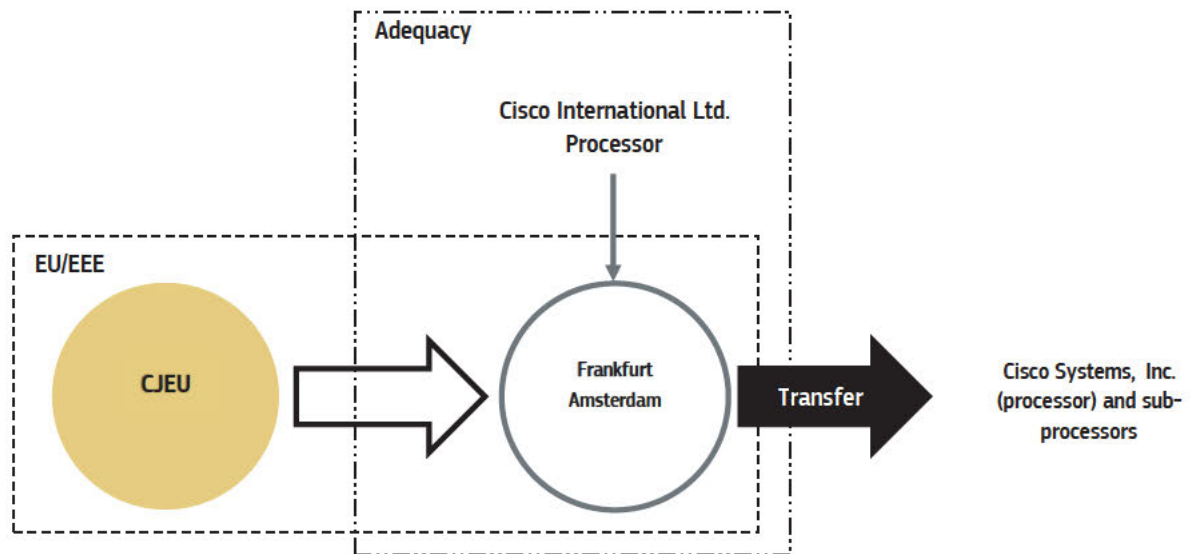 Adequacy
Cisco International Ltd.
Processor
EU/EEE
CJEU
Frankfurt
Amsterdam
Transfer
Cisco Systems, Inc.
(processor) and sub-
processors